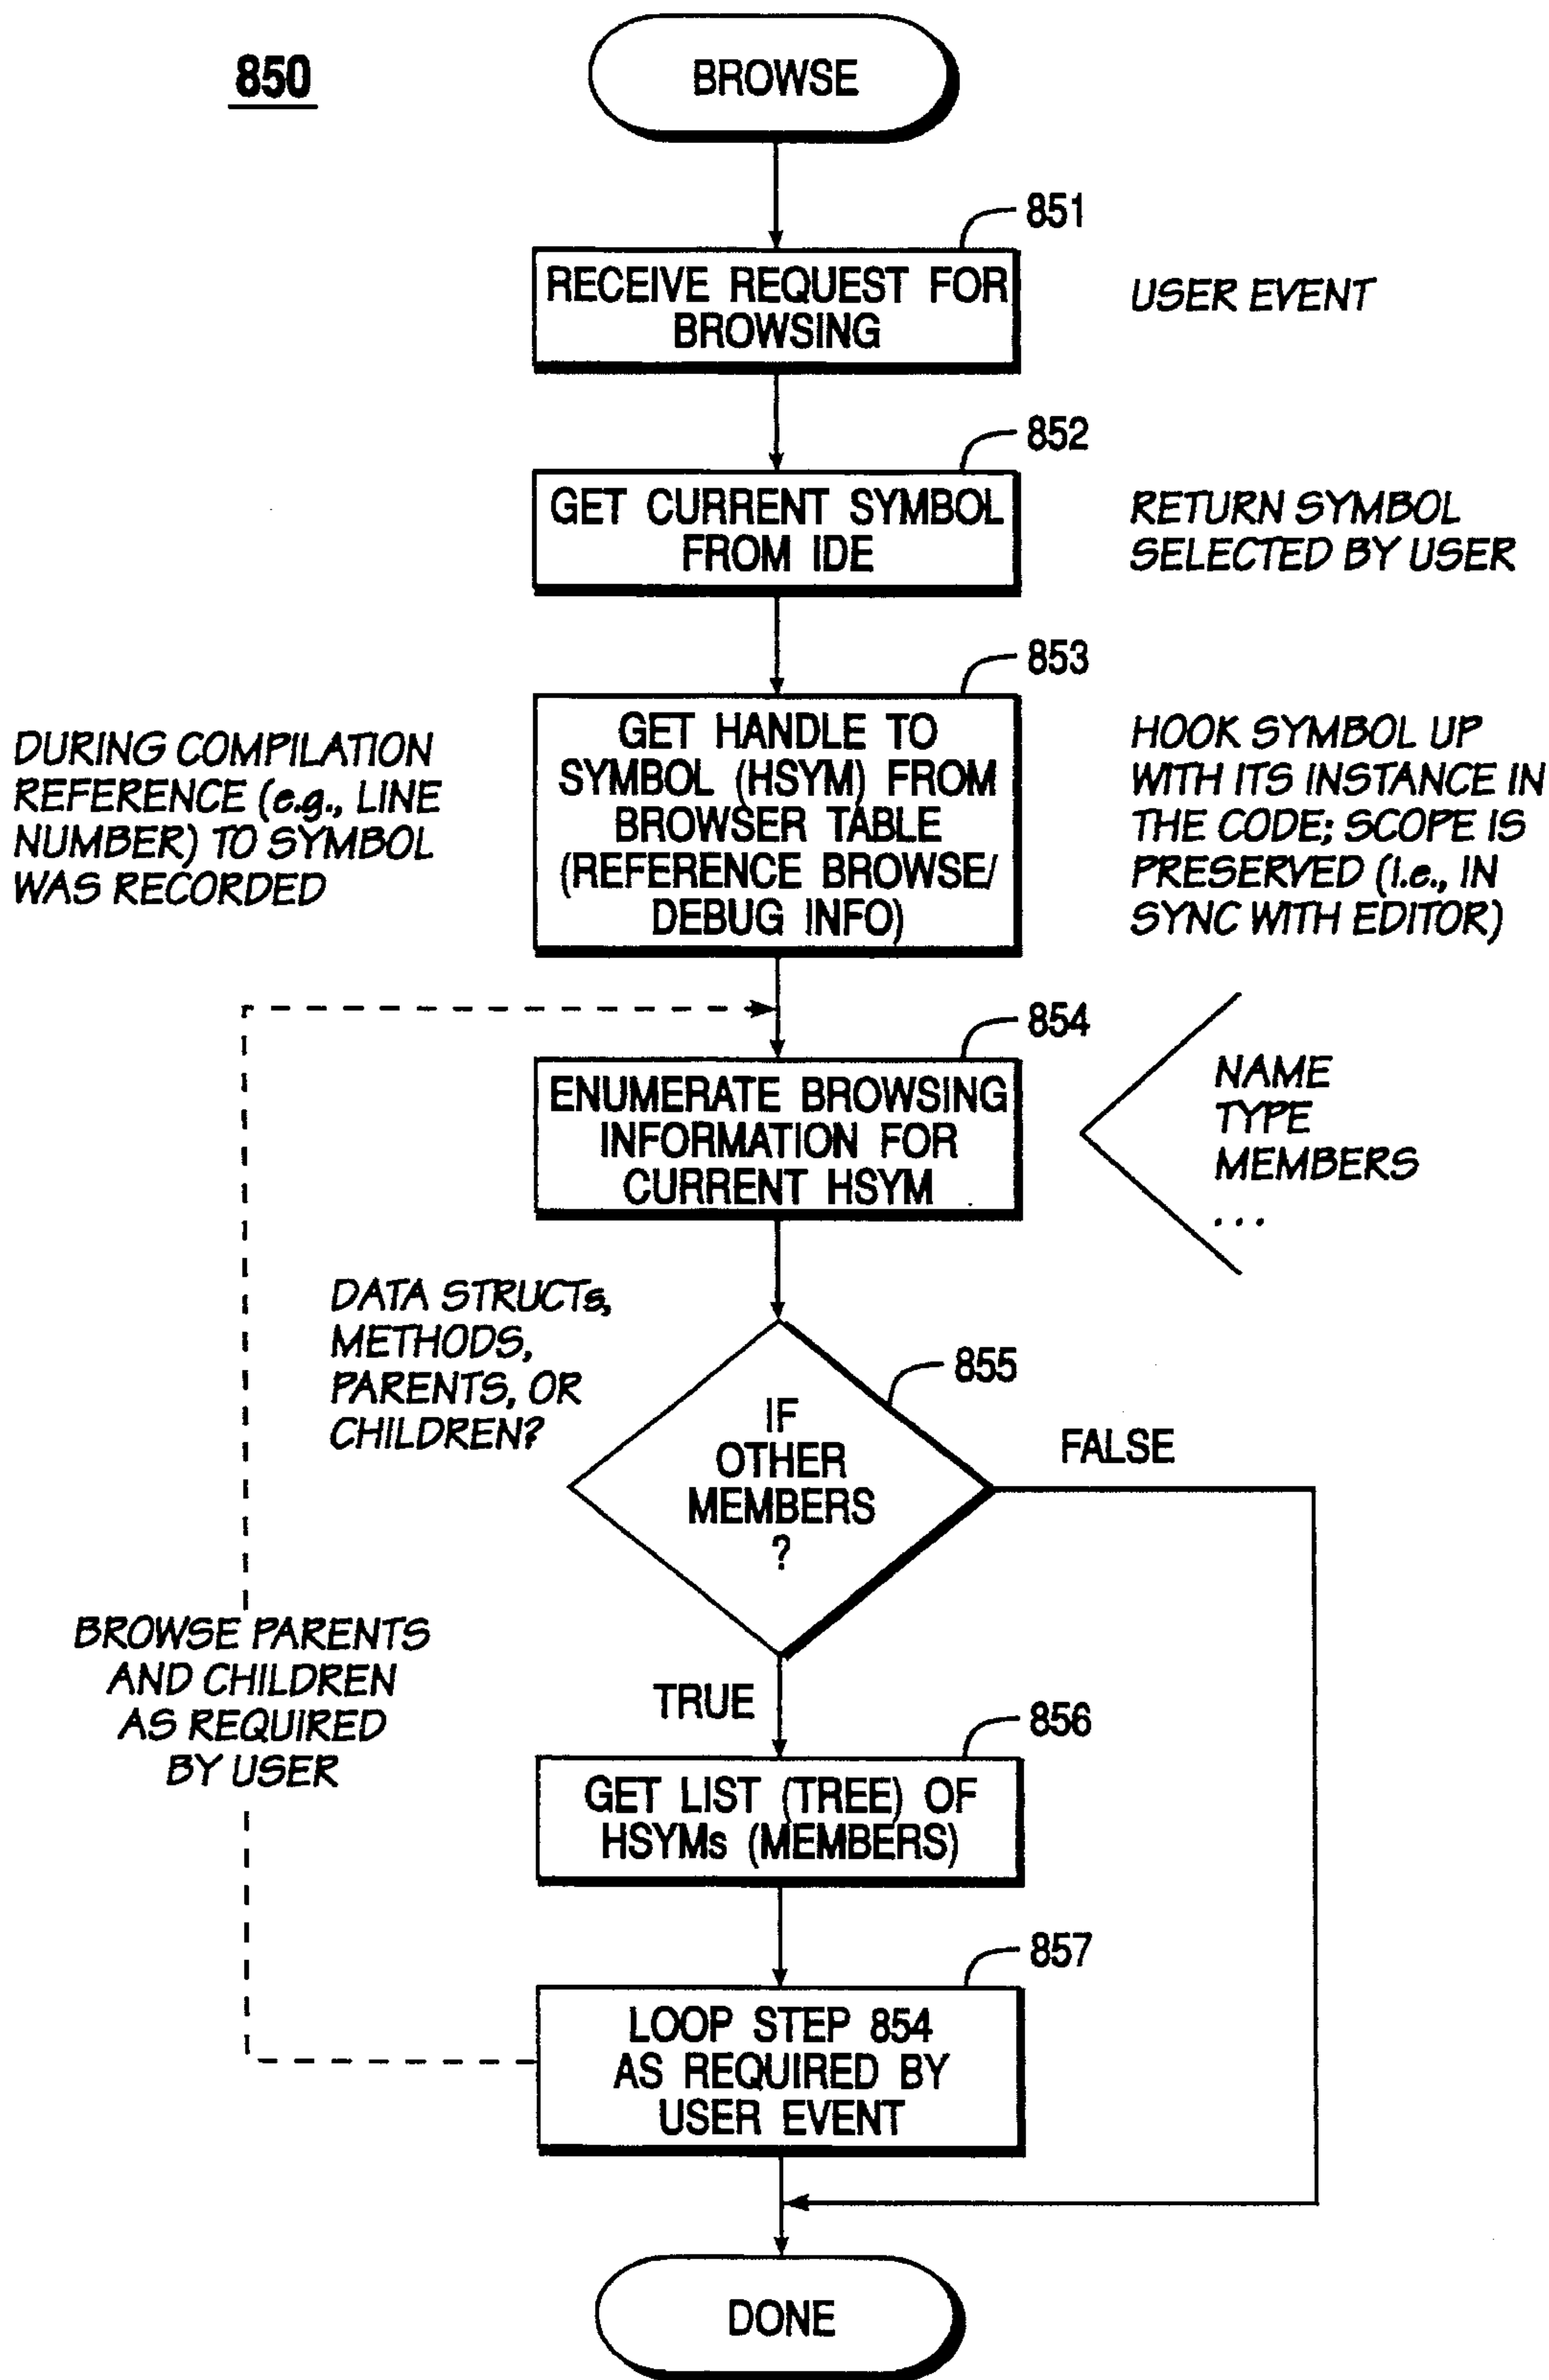 850
BROWSE
851
RECEIVE REQUEST FOR
BROWSING
USER EVENT
852
GET CURRENT SYMBOL
FROM IDE
RETURN SYMBOL
SELECTED BY USER
853
DURING COMPILATION
REFERENCE (e.g., LINE
NUMBER) TO SYMBOL
WAS RECORDED
GET HANDLE TO
SYMBOL (HSYM) FROM
BROWSER TABLE
(REFERENCE BROWSE/
DEBUG INFO)
HOOK SYMBOL UP
WITH ITS INSTANCE IN
THE CODE; SCOPE IS
PRESERVED (i.e., IN
SYNC WITH EDITOR)
854
ENUMERATE BROWSING
INFORMATION FOR
CURRENT HSYM
NAME
TYPE
MEMBERS
...
DATA STRUCTs,
METHODS,
PARENTS, OR
CHILDREN?
855
IF
OTHER
MEMBERS
?
FALSE
BROWSE PARENTS
AND CHILDREN
AS REQUIRED
BY USER
TRUE
856
GET LIST (TREE) OF
HSYMs (MEMBERS)
857
LOOP STEP 854
AS REQUIRED BY
USER EVENT
DONE